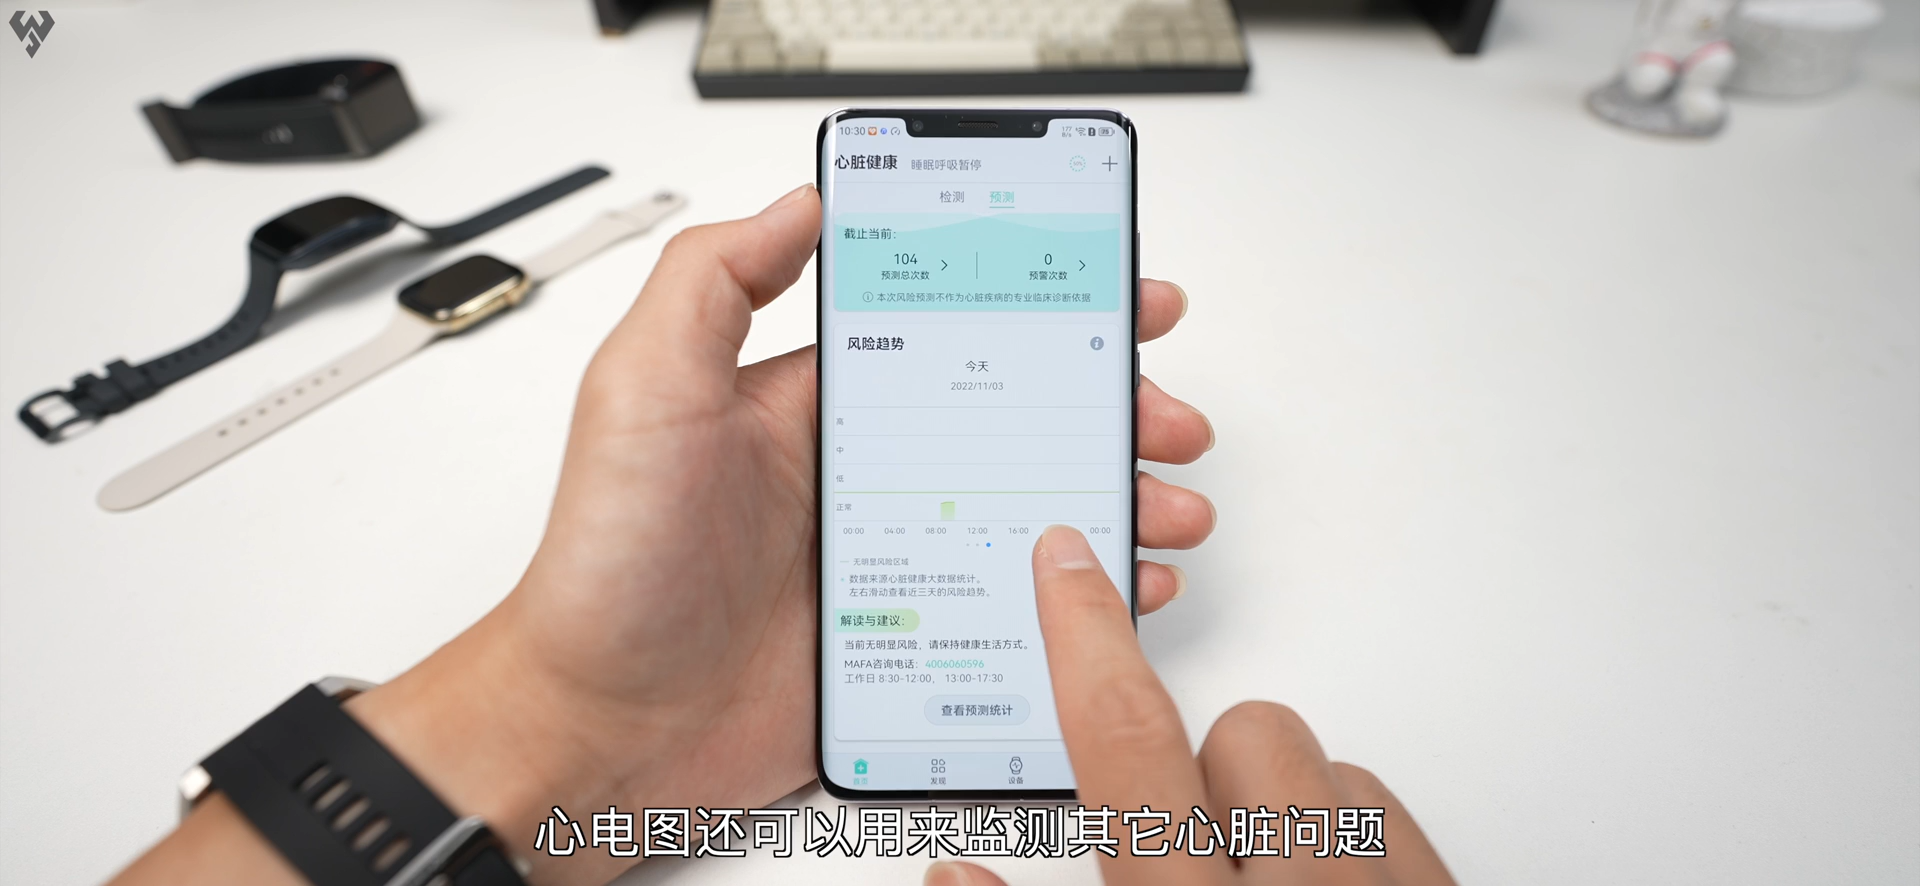 10:30
177 B/s
心脏健康 睡眠呼吸暂停
检测 预测
截止当前:
104 0
预测总次数 预警次数
本次风险预测不作为心脏疾病的专业临床诊断依据
风险趋势
今天
2022/11/03
高
中
低
正常
00:00 04:00 08:00 12:00 16:00 00:00
无明显风险区域
数据来源心脏健康大数据统计。
左右滑动查看近三天的风险趋势。
解读与建议:
当前无明显风险，请保持健康生活方式。
MAFA咨询电话: 4006060596
工作日 8:30-12:00， 13:00-17:30
查看预测统计
首页 发现 设备
心电图还可以用来监测其它心脏问题